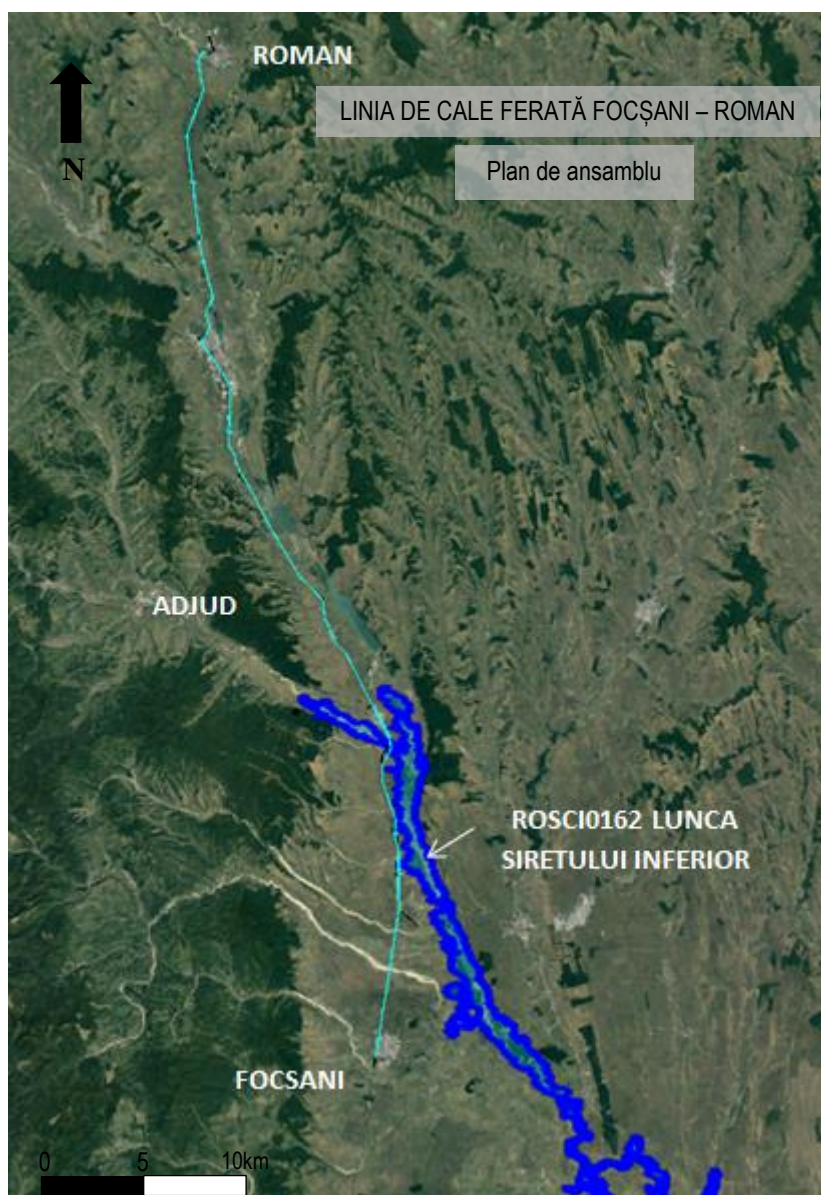 ROMAN
LINIA DE CALE FERATĂ FOCȘANI – ROMAN
Plan de ansamblu
N
ADJUD
ROSCI0162 LUNCA
SIRETULUI INFERIOR
FOCSANI
0 5 10km